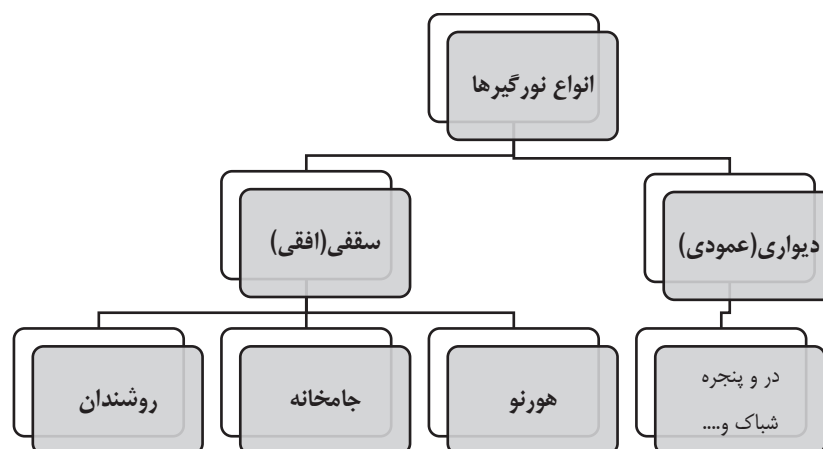 انواع نورگیرها
دیواری(عمودی)
سقفی(افقی)
در و پنجره
شباک و....
هورنو
جامخانه
روشندان